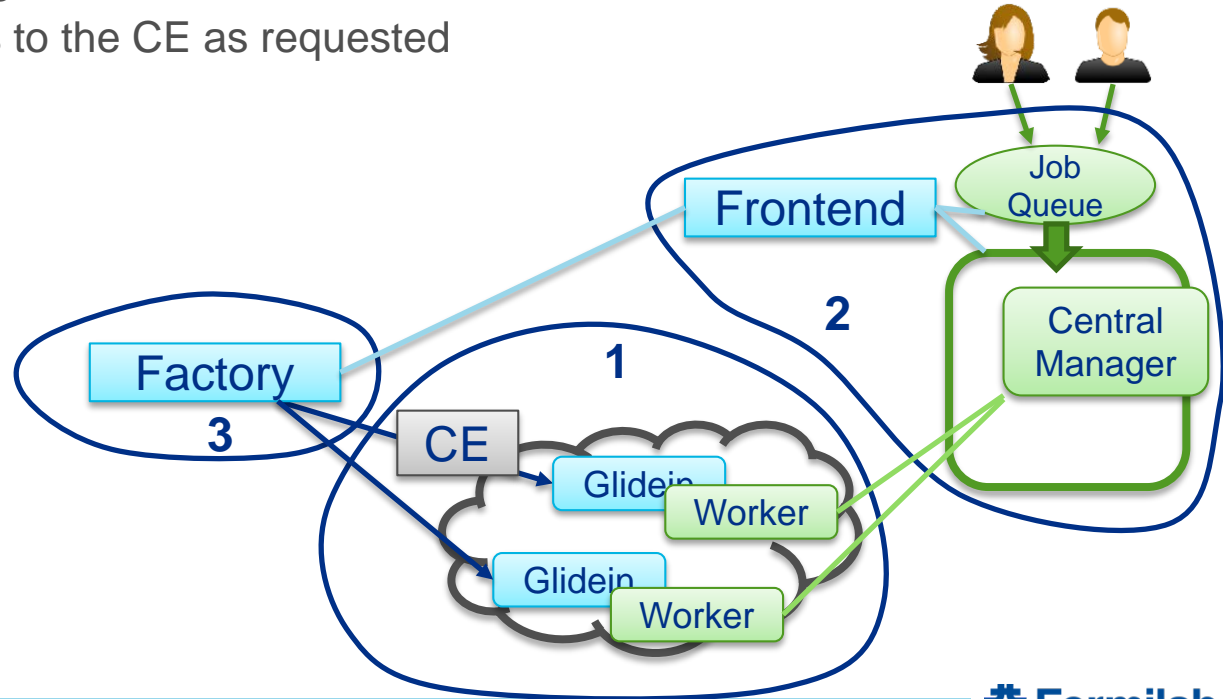 to the CE as requested
Job
Queue
Frontend
2
Central
Manager
1
Factory
3
CE
Glidein
Worker
Glidein
Worker